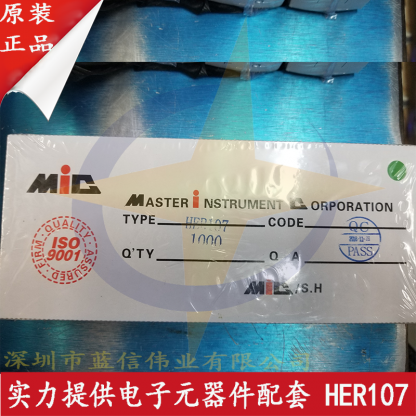 原装
正品
MIC
MASTER INSTRUMENT CORPORATION
TYPE HER107 CODE
QC
PASS
Q'TY 1000 Q A
MIC /S.H
FIRM · QUALITY · ASSURED
ISO
9001
深圳市蓝信伟业有限公司
实力提供电子元器件配套 HER107